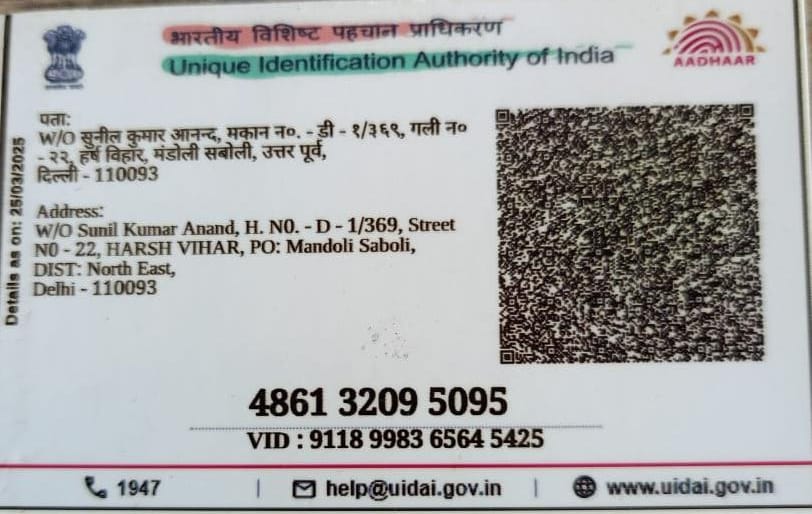 भारतीय विशिष्ट पहचान प्राधिकरण
Unique Identification Authority of India
AADHAAR
पता:
W/O सुनील कुमार आनन्द, मकान न०. - डी - १/३६९, गली न०
- २२, हर्ष विहार, मंडोली सबोली, उत्तर पूर्व,
दिल्ली - 110093
Address:
W/O Sunil Kumar Anand, H. N0. - D - 1/369, Street
N0 - 22, HARSH VIHAR, PO: Mandoli Saboli,
DIST: North East,
Delhi - 110093
Details as on: 25/03/2025
4861 3209 5095
VID : 9118 9983 6564 5425
1947 | help@uidai.gov.in | www.uidai.gov.in